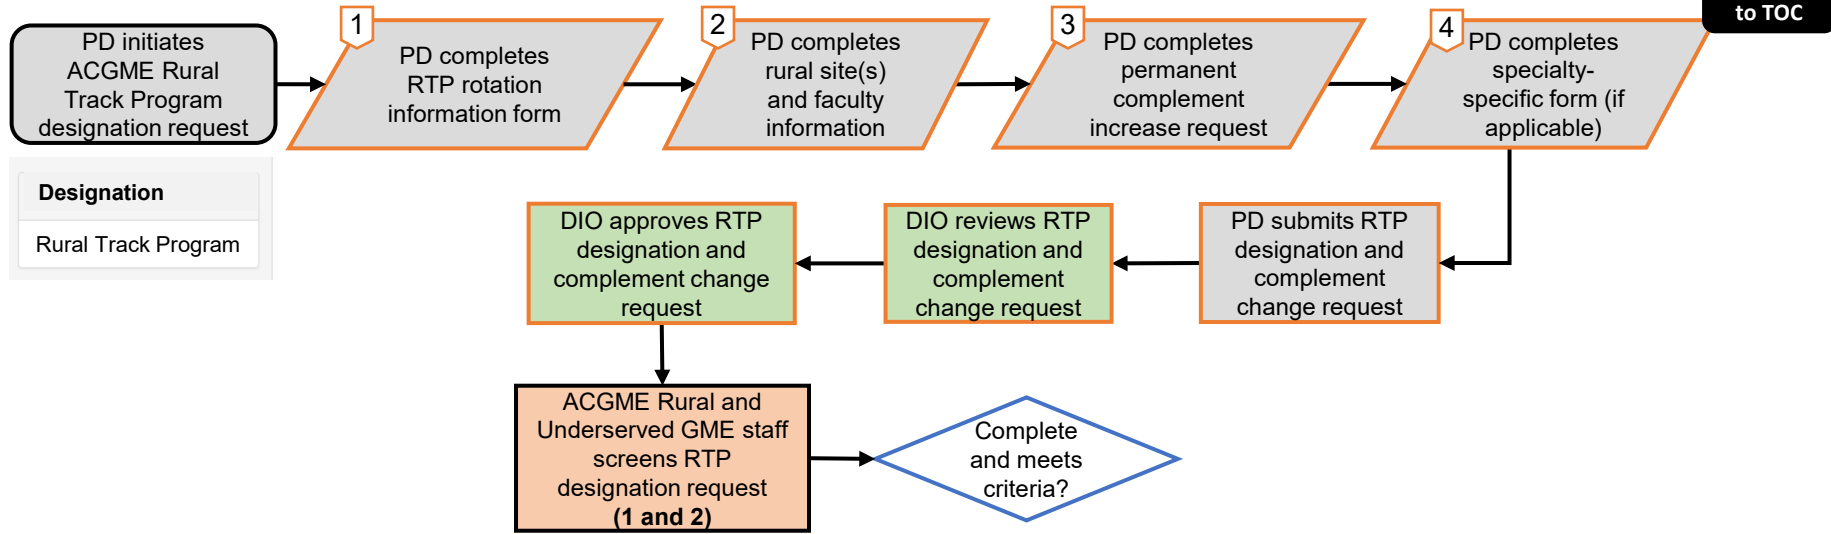 to TOC
PD initiates
ACGME Rural
Track Program
designation request
1
PD completes
RTP rotation
information form
2
PD completes
rural site(s)
and faculty
information
3
PD completes
permanent
complement
increase request
4
PD completes
specialty-
specific form (if
applicable)
Designation
Rural Track Program
DIO approves RTP
designation and
complement change
request
DIO reviews RTP
designation and
complement
change request
PD submits RTP
designation and
complement
change request
ACGME Rural and
Underserved GME staff
screens RTP
designation request
(1 and 2)
Complete
and meets
criteria?